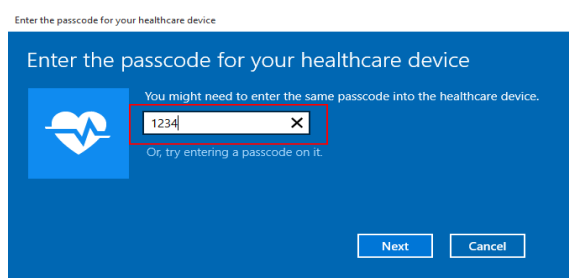 Enter the passcode for your healthcare device
Enter the passcode for your healthcare device
You might need to enter the same passcode into the healthcare device.
1234
Or, try entering a passcode on it.
Next Cancel